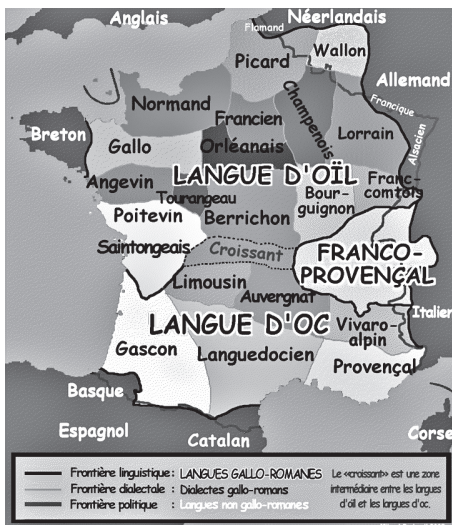 Anglais
Néerlandais
Flamand
Wallon
Picard
Allemand
Francique
Normand
Champenois
Francien
Lorrain
Alsacien
Breton
Gallo
Orléanais
LANGUE D'OÏL
Angevin
Franc-
comtois
Tourangeau
Bour-
guignon
Poitevin
Berrichon
Saintongeais
Croissant
FRANCO-
PROVENÇAL
Limousin
Auvergnat
Italien
LANGUE D'OC
Vivaro-
alpin
Gascon
Languedocien
Provençal
Basque
Espagnol
Catalan
Corse
Frontière linguistique : LANGUES GALLO-ROMANES
Frontière dialectale : Dialectes gallo-romans
Frontière politique : Langues non gallo-romanes
Le «croissant» est une zone
intermédiaire entre les langues
d'oïl et les langues d'oc.